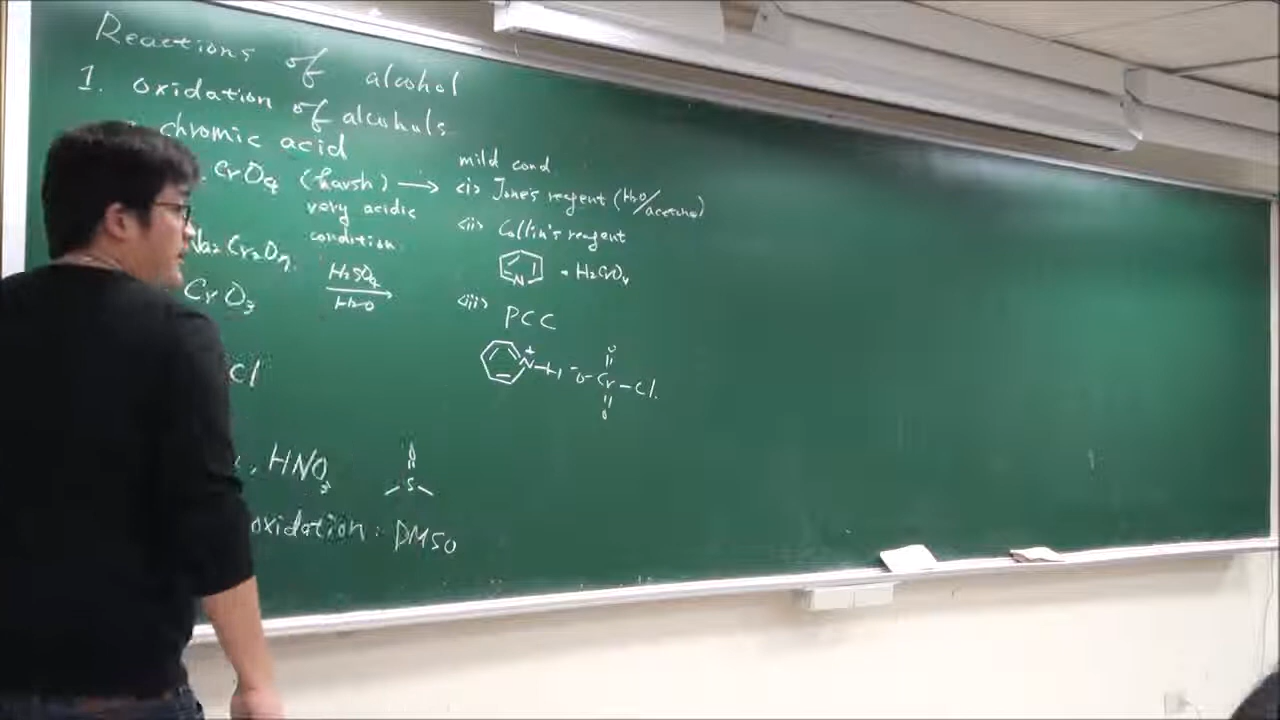 Reactions of alcohol
1. oxidation of alcohols
chromic acid
CrO4 (harsh) →
very acidic
condition
Na2Cr2O7
CrO3
H2SO4
H2O
Cl
, HNO3
O
S
oxidation : DMSO
mild cond
(i) Jone's reagent (H2O/acetone)
(ii) Collin's reagent
N + H2CrO4
(iii) PCC
O
N+-H -O-Cr-Cl.
O